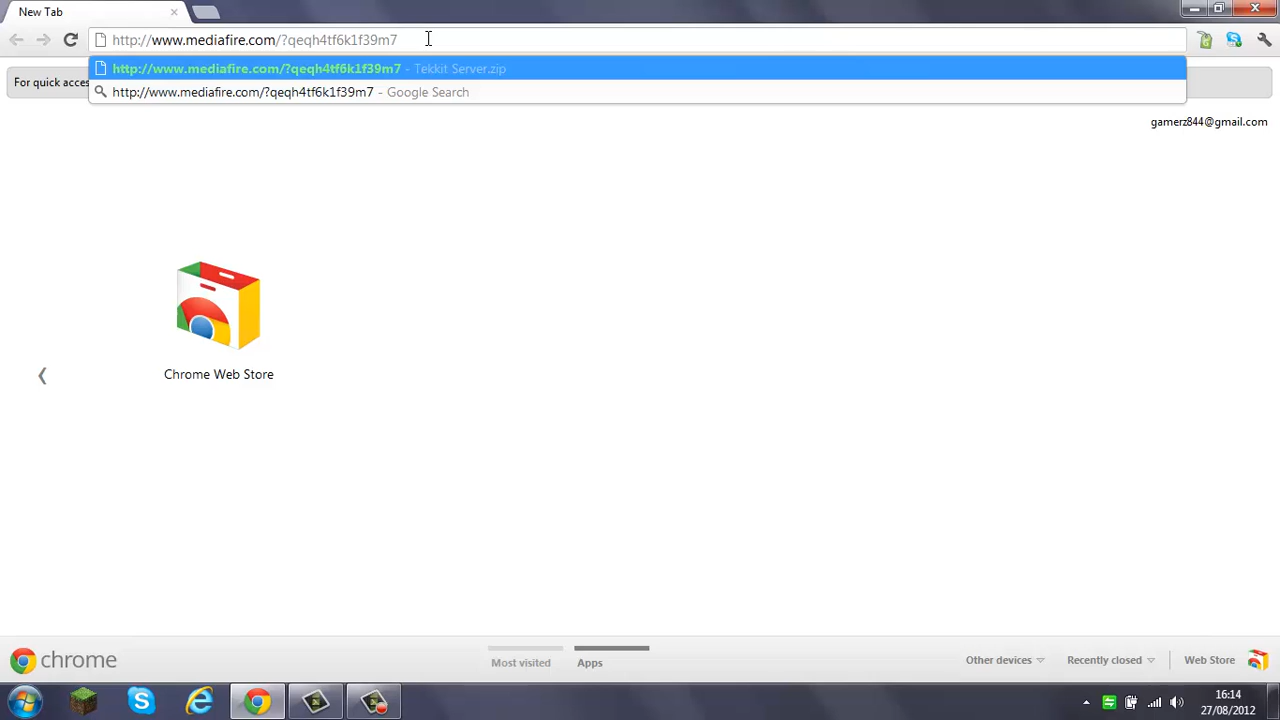 New Tab
http://www.mediafire.com/?qeqh4tf6k1f39m7
http://www.mediafire.com/?qeqh4tf6k1f39m7 - Tekkit Server.zip
http://www.mediafire.com/?qeqh4tf6k1f39m7 - Google Search
For quick acces
gamerz844@gmail.com
Chrome Web Store
chrome
Most visited
Apps
Other devices
Recently closed
Web Store
16:14
27/08/2012